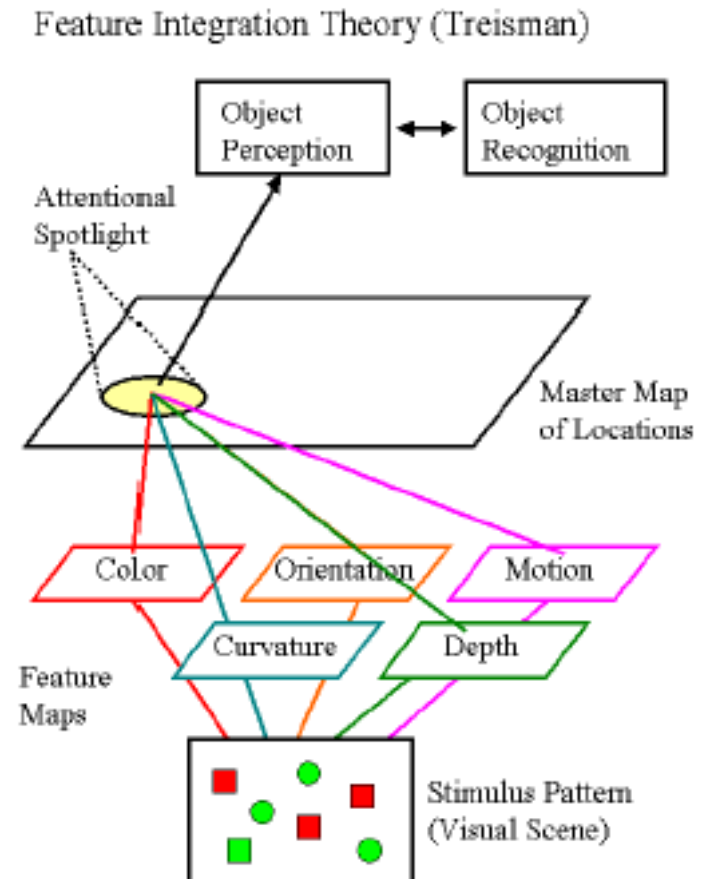 Feature Integration Theory (Treisman)
Object
Perception
Object
Recognition
Attentional
Spotlight
Master Map
of Locations
Color
Orientation
Motion
Curvature
Depth
Feature
Maps
Stimulus Pattern
(Visual Scene)